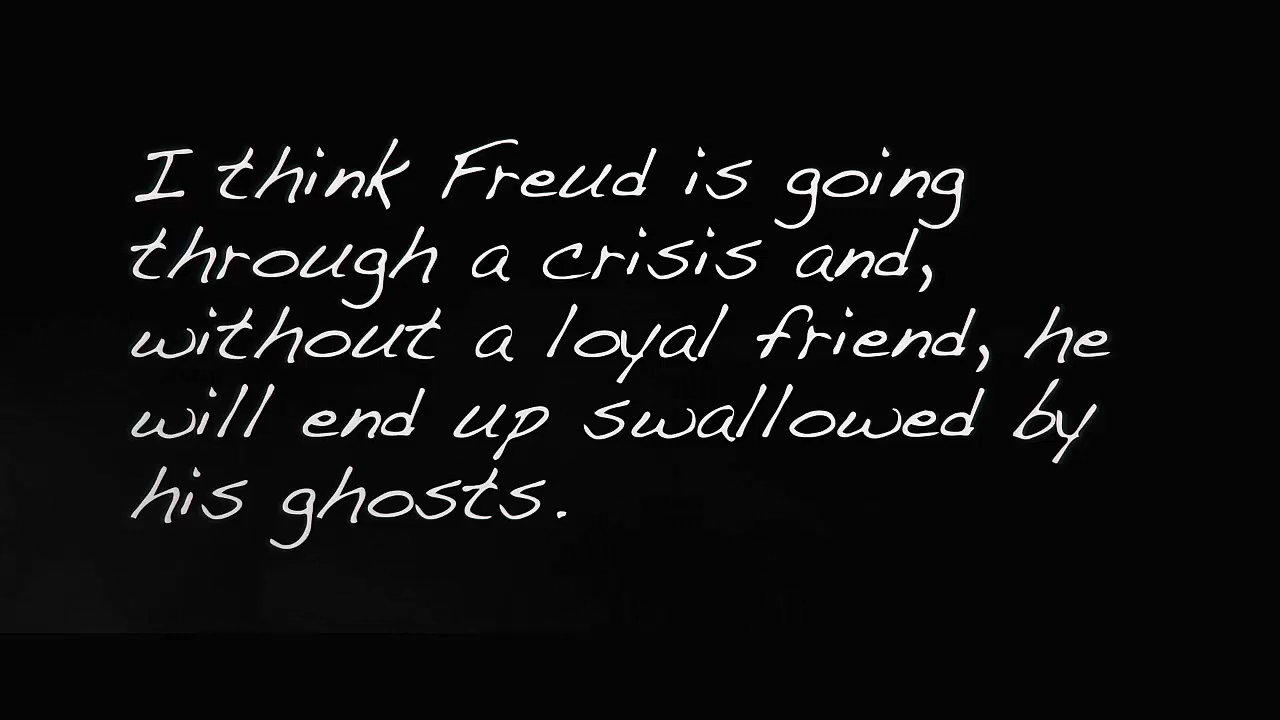 I think Freud is going
through a crisis and,
without a loyal friend, he
will end up swallowed by
his ghosts.